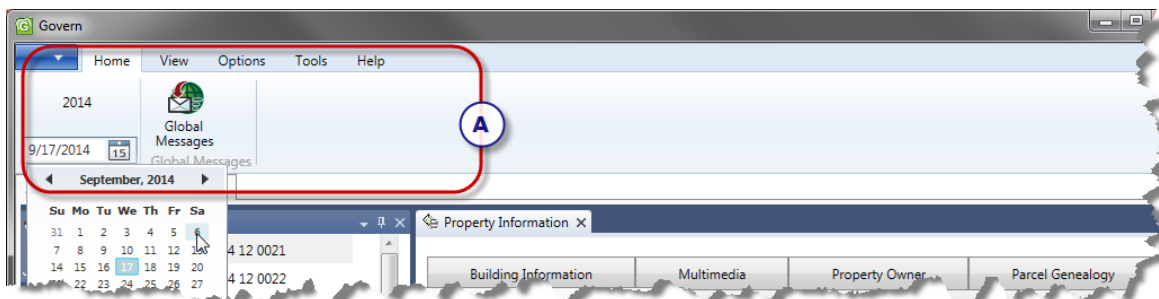 Govern
Home View Options Tools Help
2014
Global
Messages
9/17/2014 15
Global Messages
A
September, 2014
Su Mo Tu We Th Fr Sa
31 1 2 3 4 5 6
7 8 9 10 11 12 13
14 15 16 17 18 19 20
22 23 24 25 26 27
4 12 0021
4 12 0022
Property Information
Building Information Multimedia Property Owner Parcel Genealogy